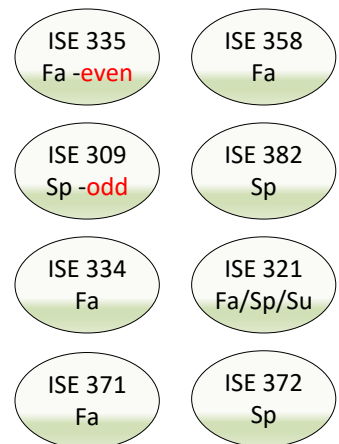 ISE 335
Fa -even
ISE 358
Fa
ISE 309
Sp -odd
ISE 382
Sp
ISE 334
Fa
ISE 321
Fa/Sp/Su
ISE 371
Fa
ISE 372
Sp